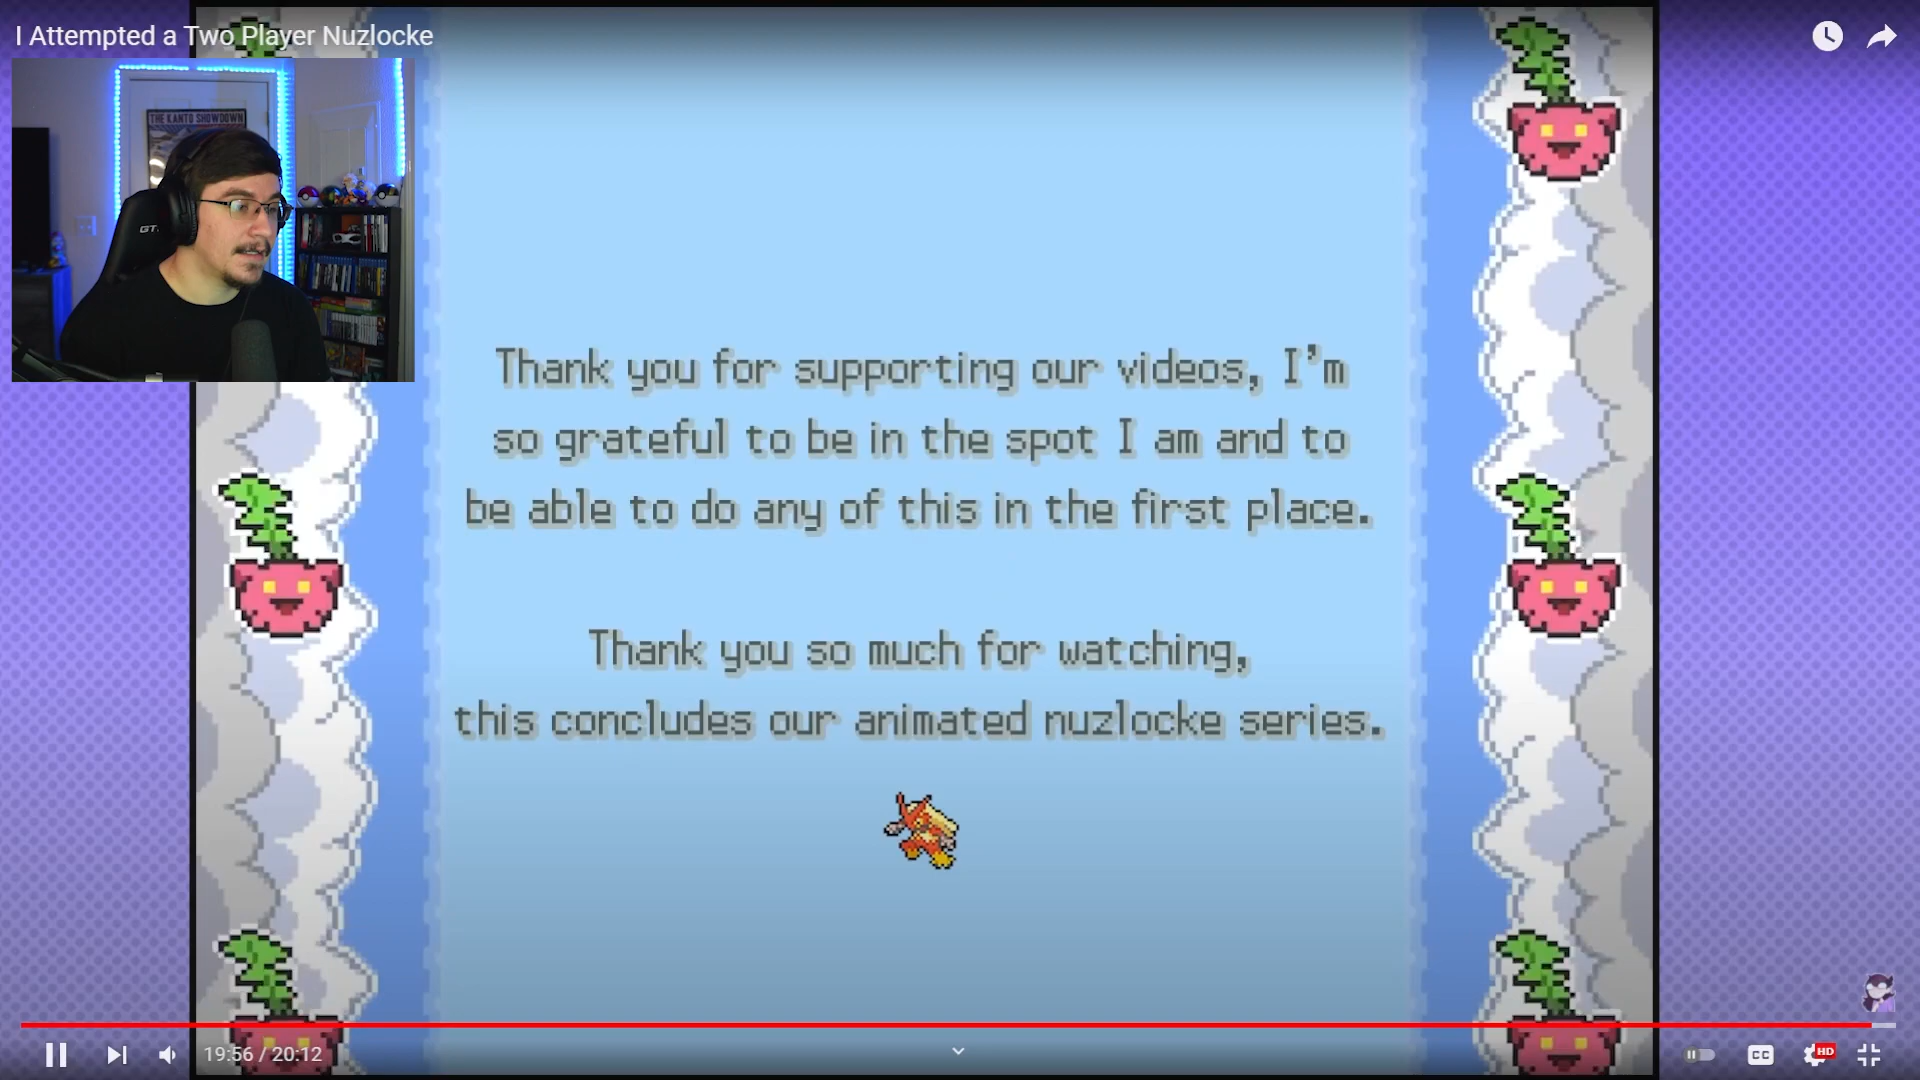 I Attempted a Two Player Nuzlocke
THE KANTO SHOWDOWN
GT
Thank you for supporting our videos, I'm
so grateful to be in the spot I am and to
be able to do any of this in the first place.
Thank you so much for watching,
this concludes our animated nuzlocke series.
19:56 / 20:12
CC
HD